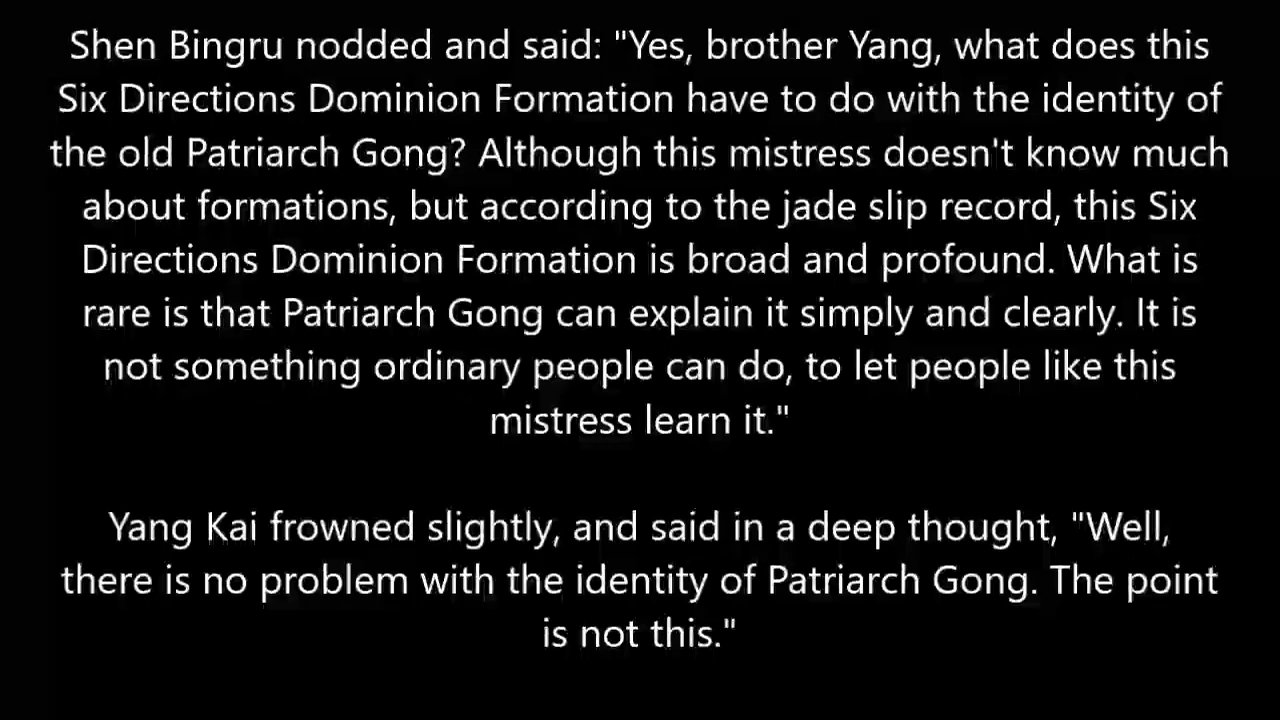 Shen Bingru nodded and said: "Yes, brother Yang, what does this
Six Directions Dominion Formation have to do with the identity of
the old Patriarch Gong? Although this mistress doesn't know much
about formations, but according to the jade slip record, this Six
Directions Dominion Formation is broad and profound. What is
rare is that Patriarch Gong can explain it simply and clearly. It is
not something ordinary people can do, to let people like this
mistress learn it."
Yang Kai frowned slightly, and said in a deep thought, "Well,
there is no problem with the identity of Patriarch Gong. The point
is not this."